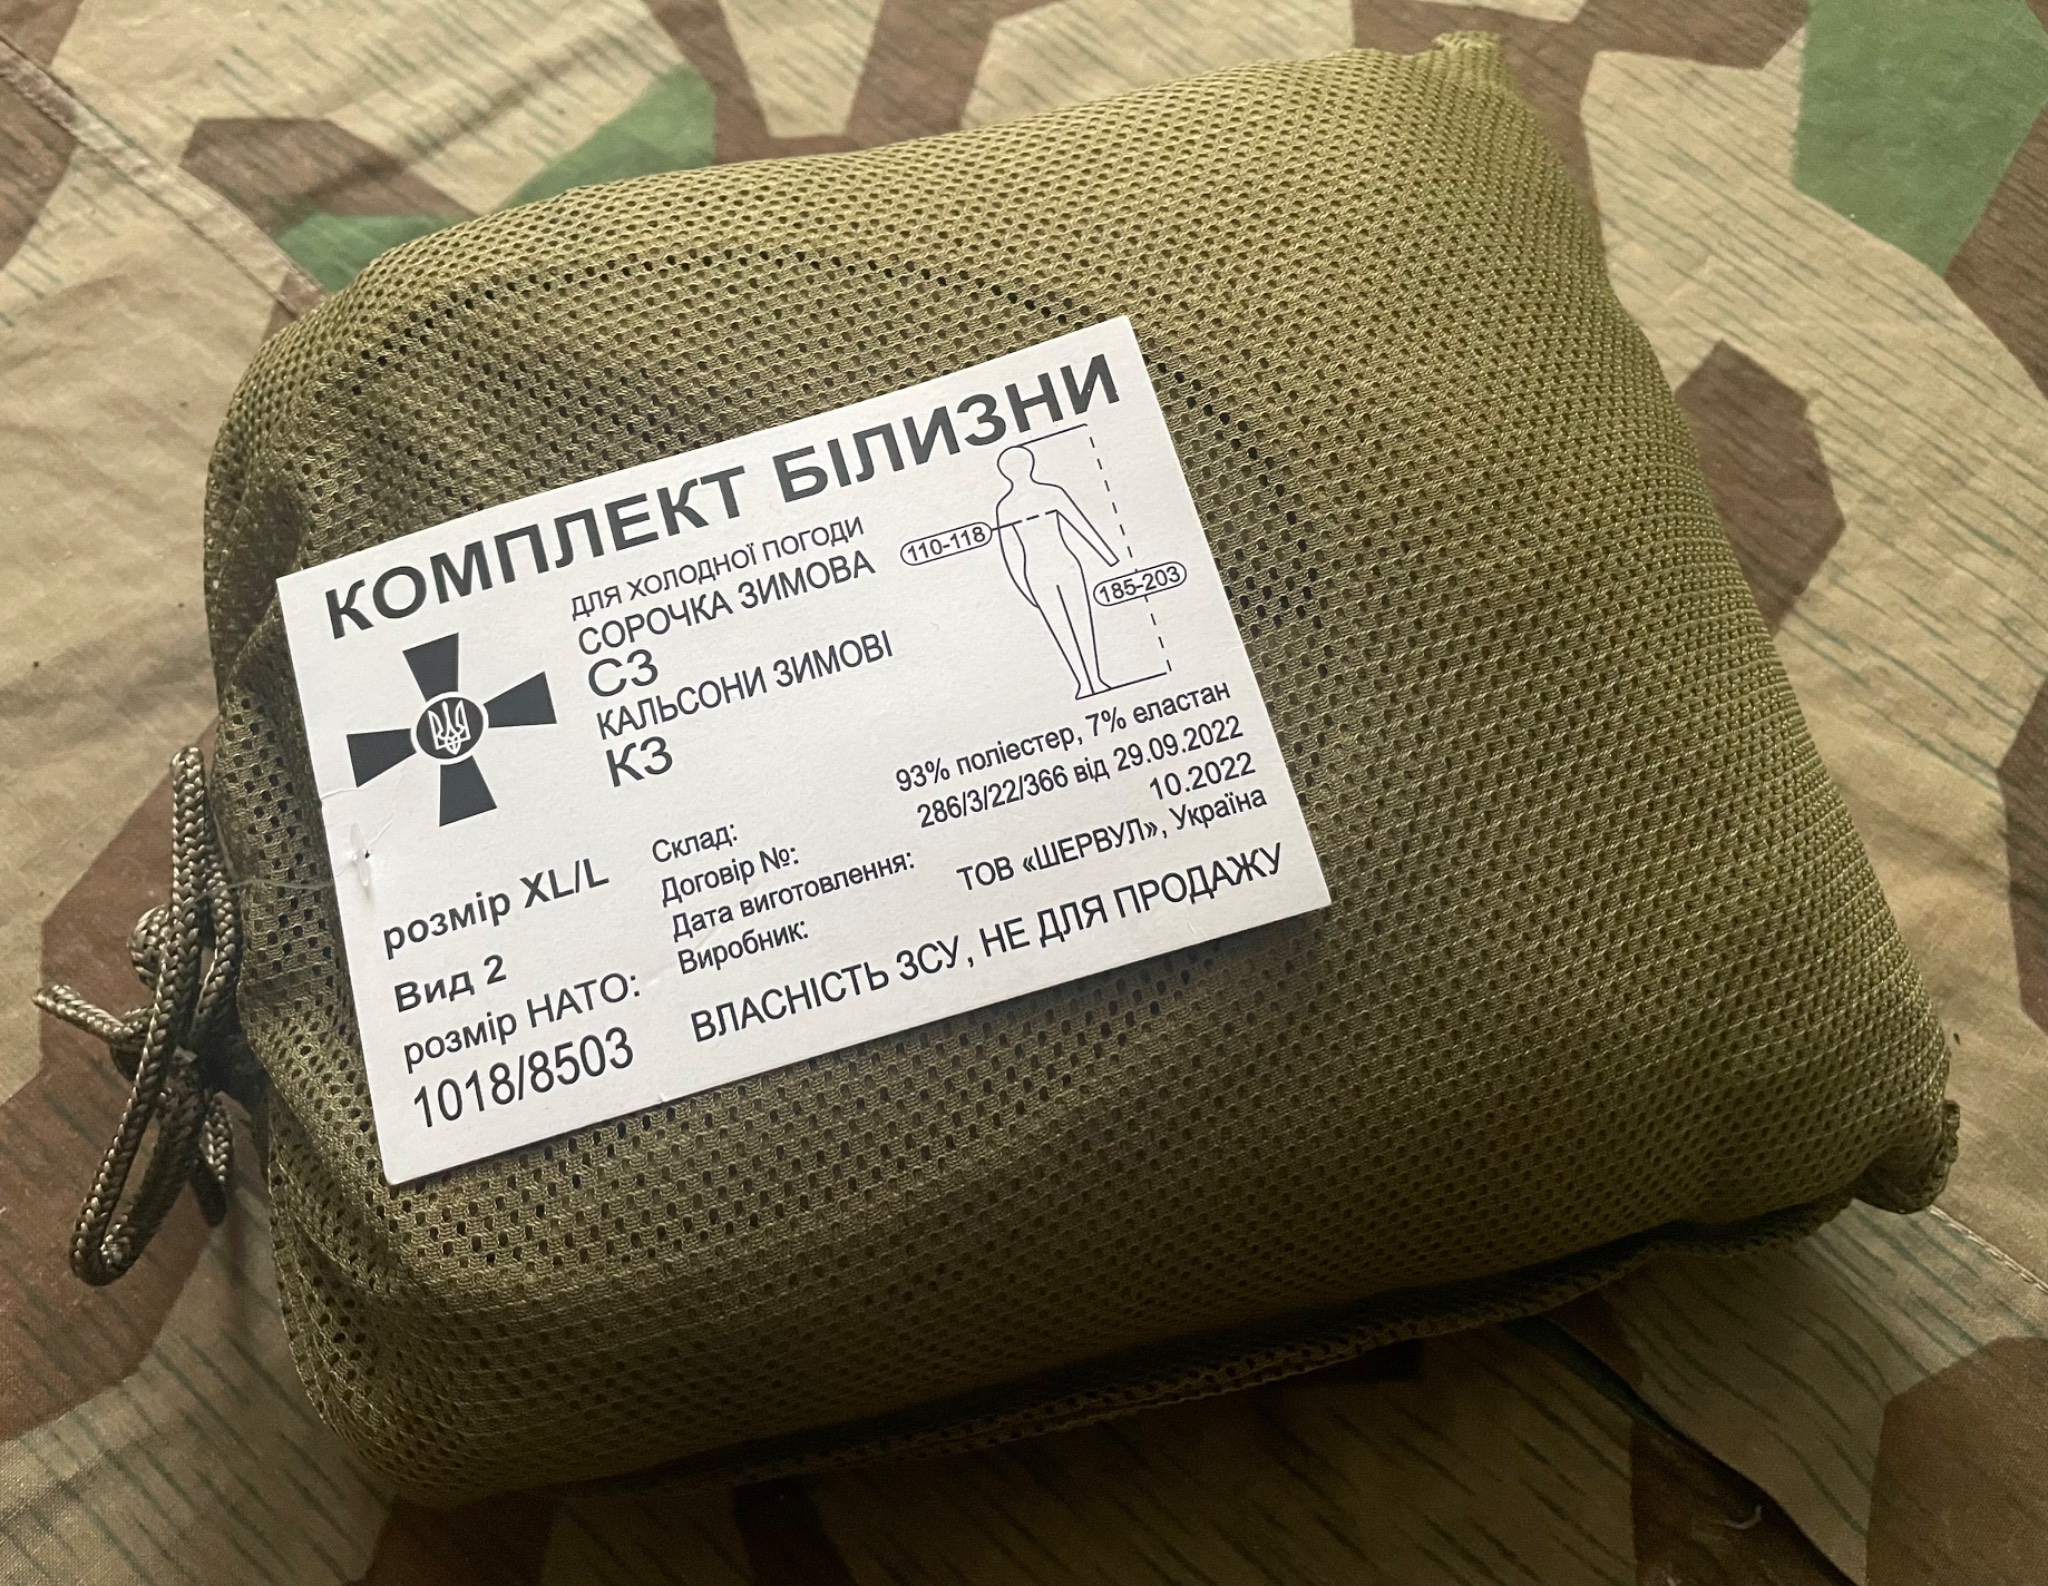 КОМПЛЕКТ БІЛИЗНИ
ДЛЯ ХОЛОДНОЇ ПОГОДИ
СОРОЧКА ЗИМОВА
СЗ
КАЛЬСОНИ ЗИМОВІ
КЗ
110-118
185-203
розмір XL/L
Вид 2
розмір НАТО:
1018/8503
Склад: 93% поліестер, 7% еластан
Договір №: 286/3/22/366 від 29.09.2022
Дата виготовлення: 10.2022
Виробник: ТОВ «ШЕРВУЛ», Україна
ВЛАСНІСТЬ ЗСУ, НЕ ДЛЯ ПРОДАЖУ